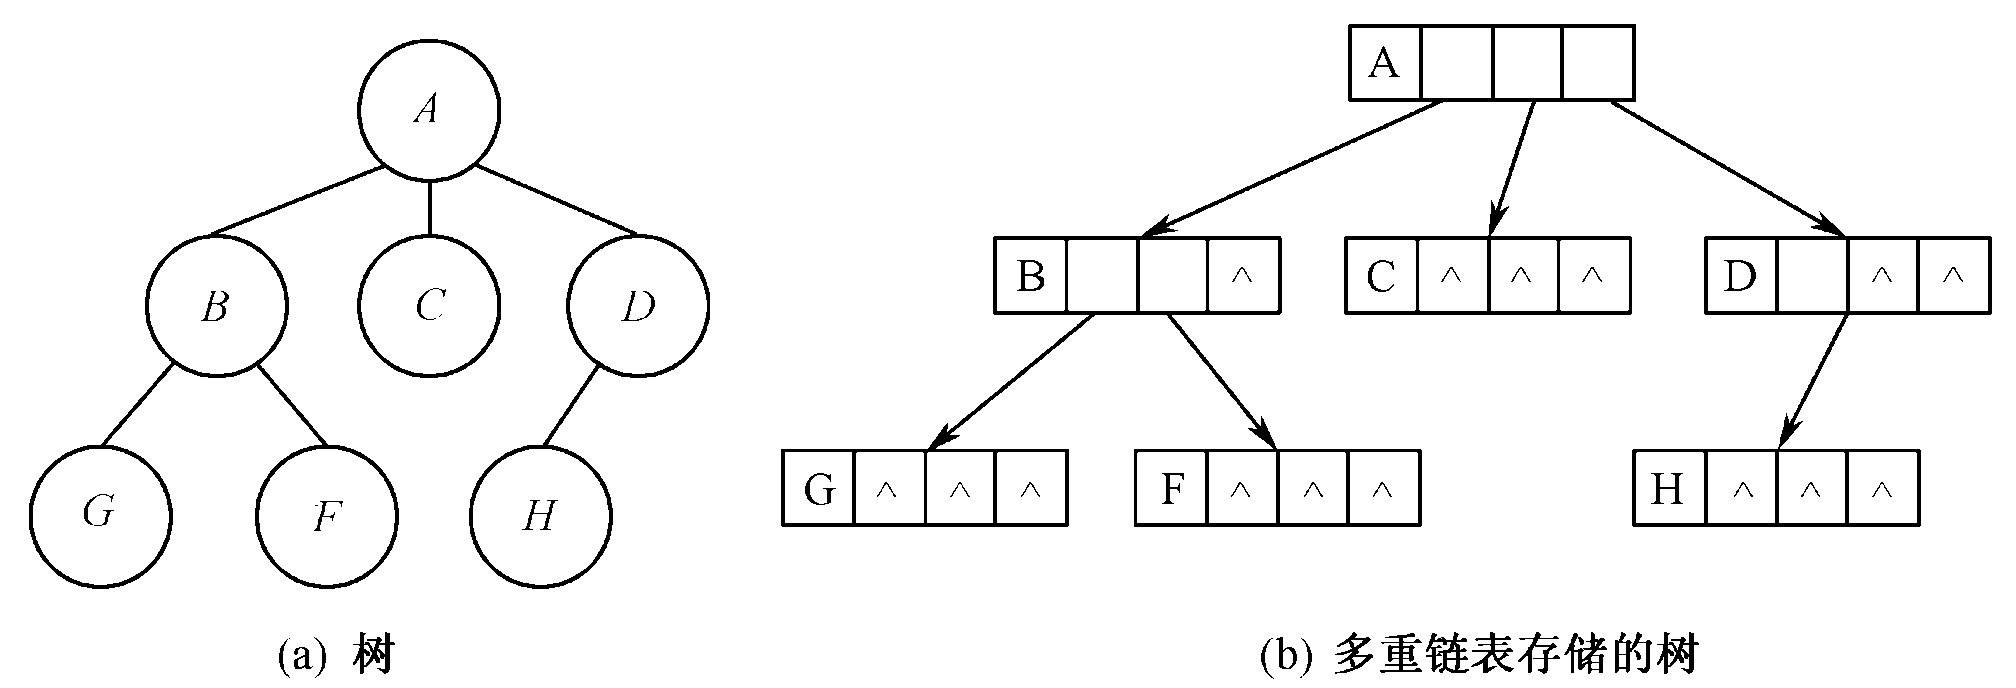 A
B C D
G F H
(a) 树
A
B ^ C ^ ^ ^ D ^ ^
G ^ ^ ^ F ^ ^ ^ H ^ ^ ^
(b) 多重链表存储的树